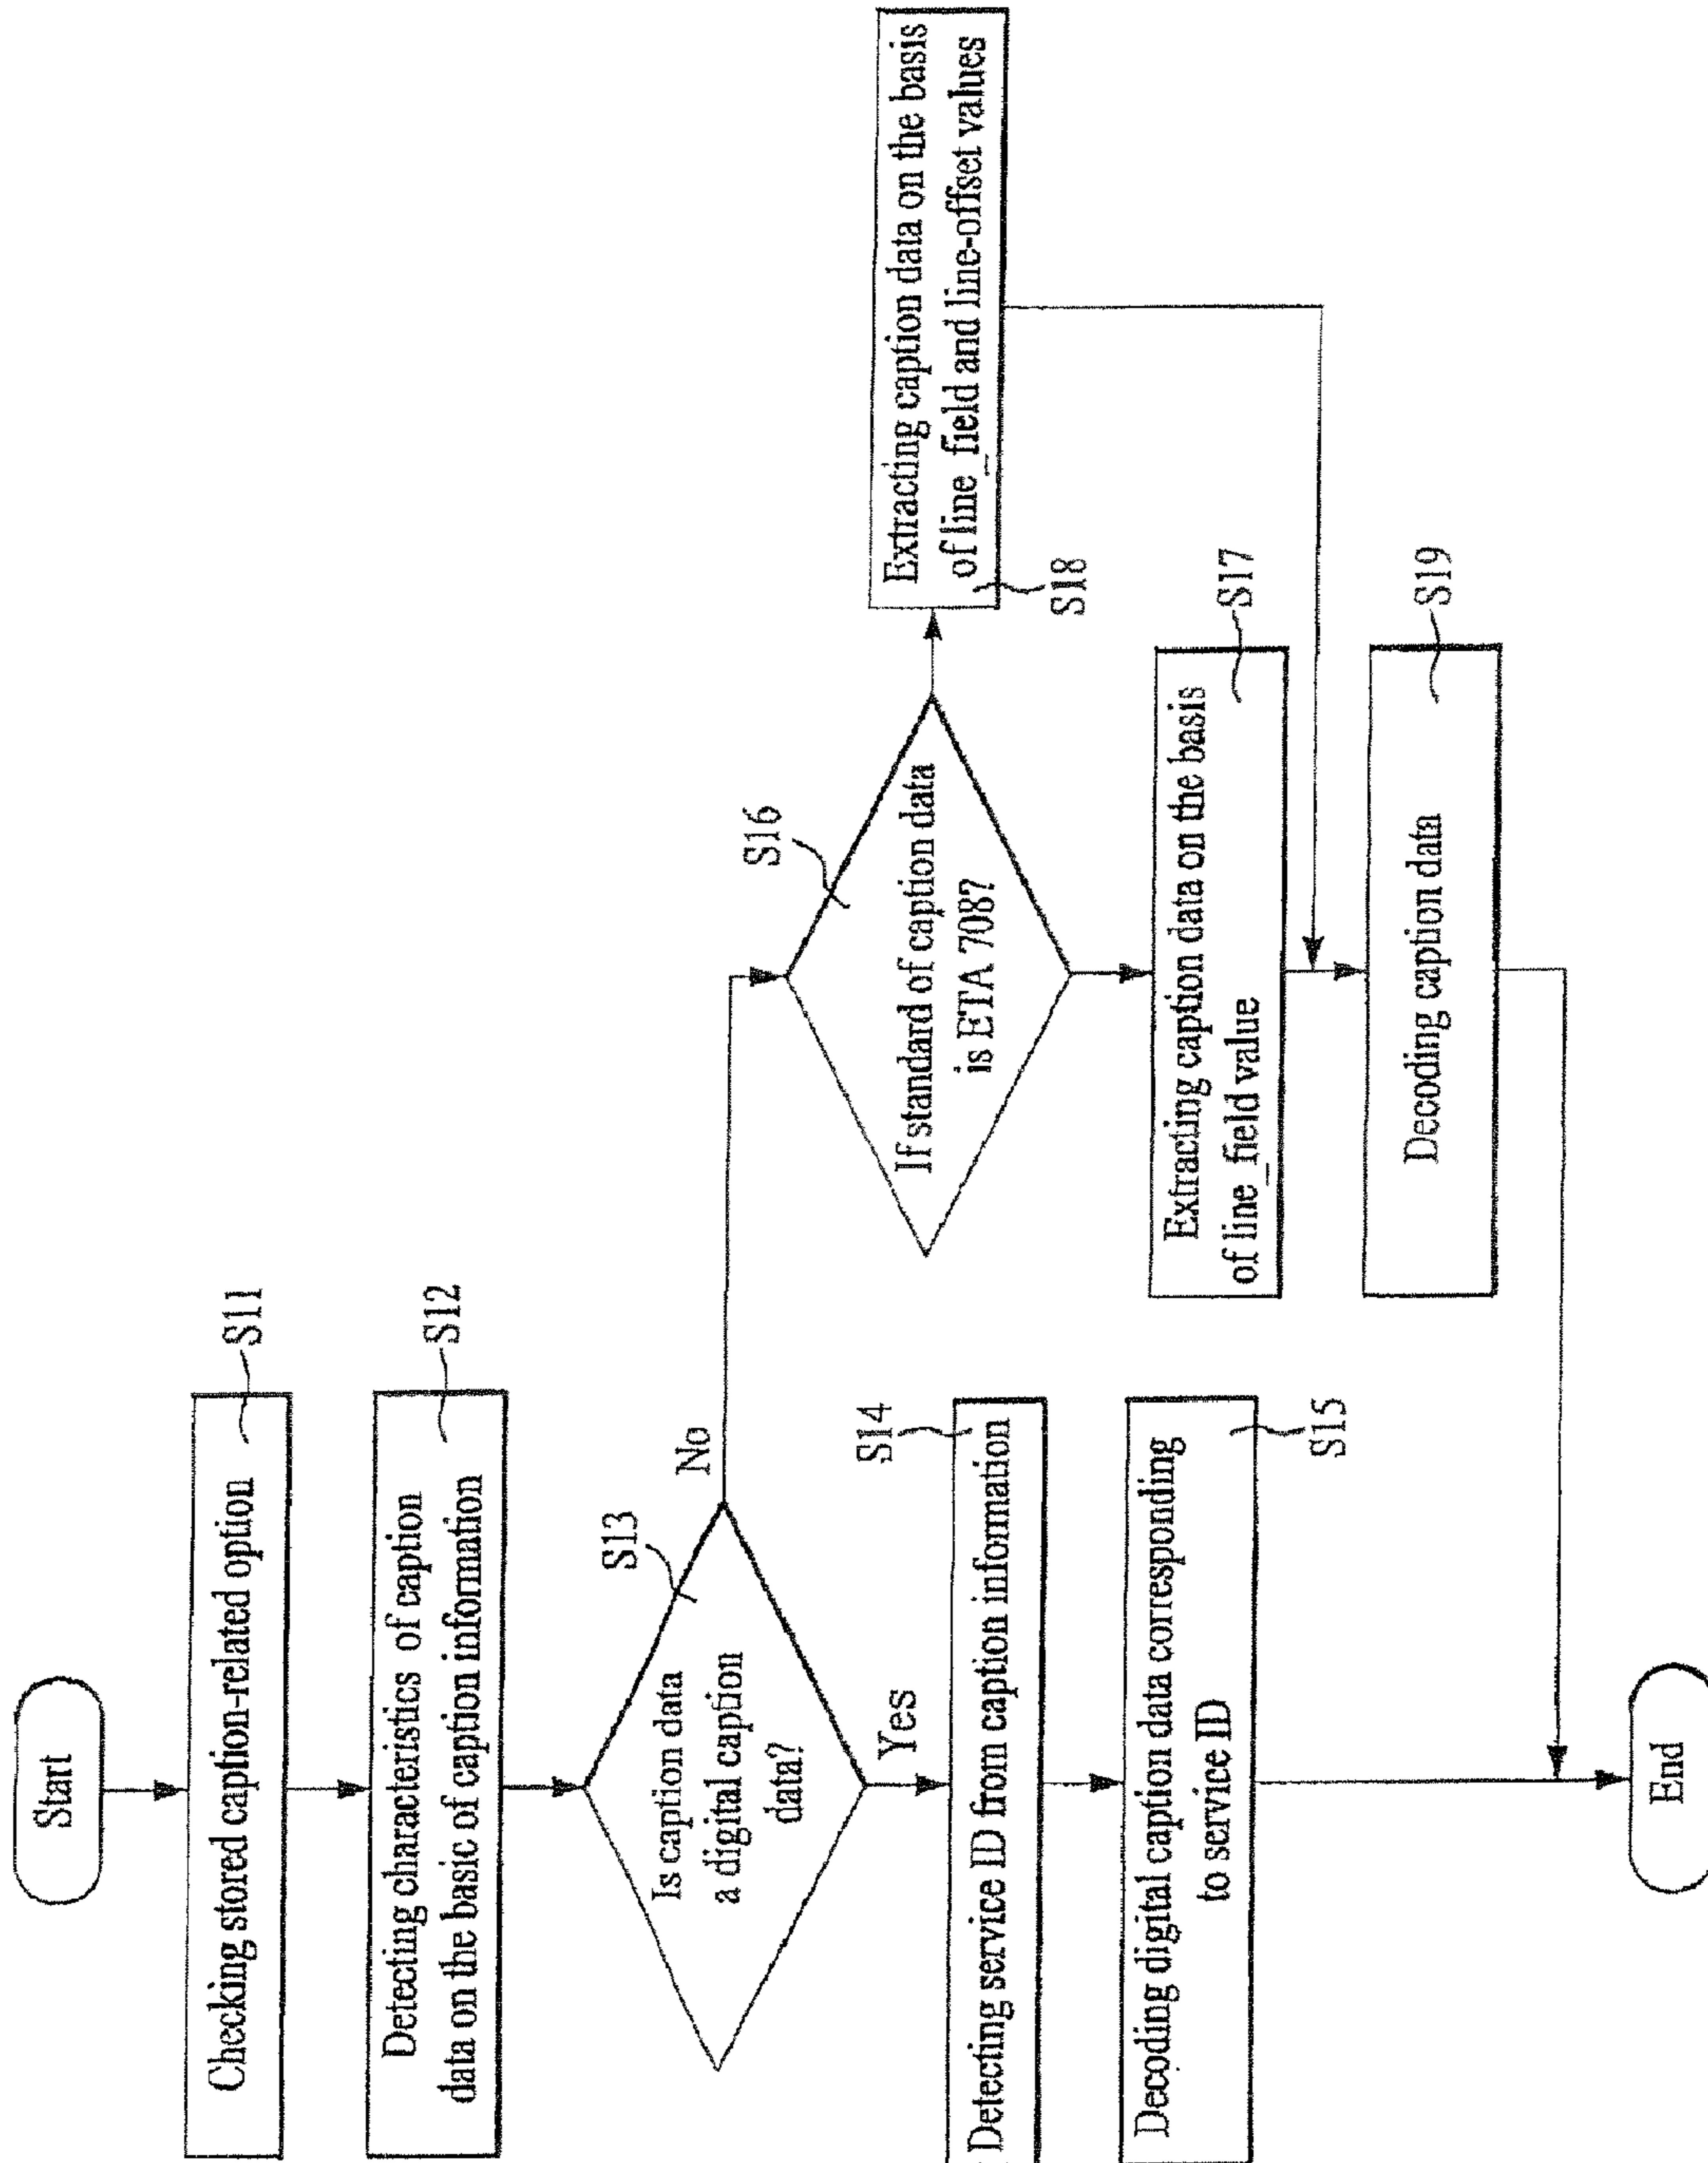 Start
Checking stored caption-related option
S11
Detecting characteristics of caption
data on the basic of caption information
S12
Is caption data
a digital caption
data?
S13
No
Yes
Detecting service ID from caption information
S14
Decoding digital caption data corresponding
to service ID
S15
If standard of caption data
is ETA 708?
S16
Extracting caption data on the basis
of line_field value
S17
Extracting caption data on the basis
of line_field and line-offset values
S18
Decoding caption data
S19
End